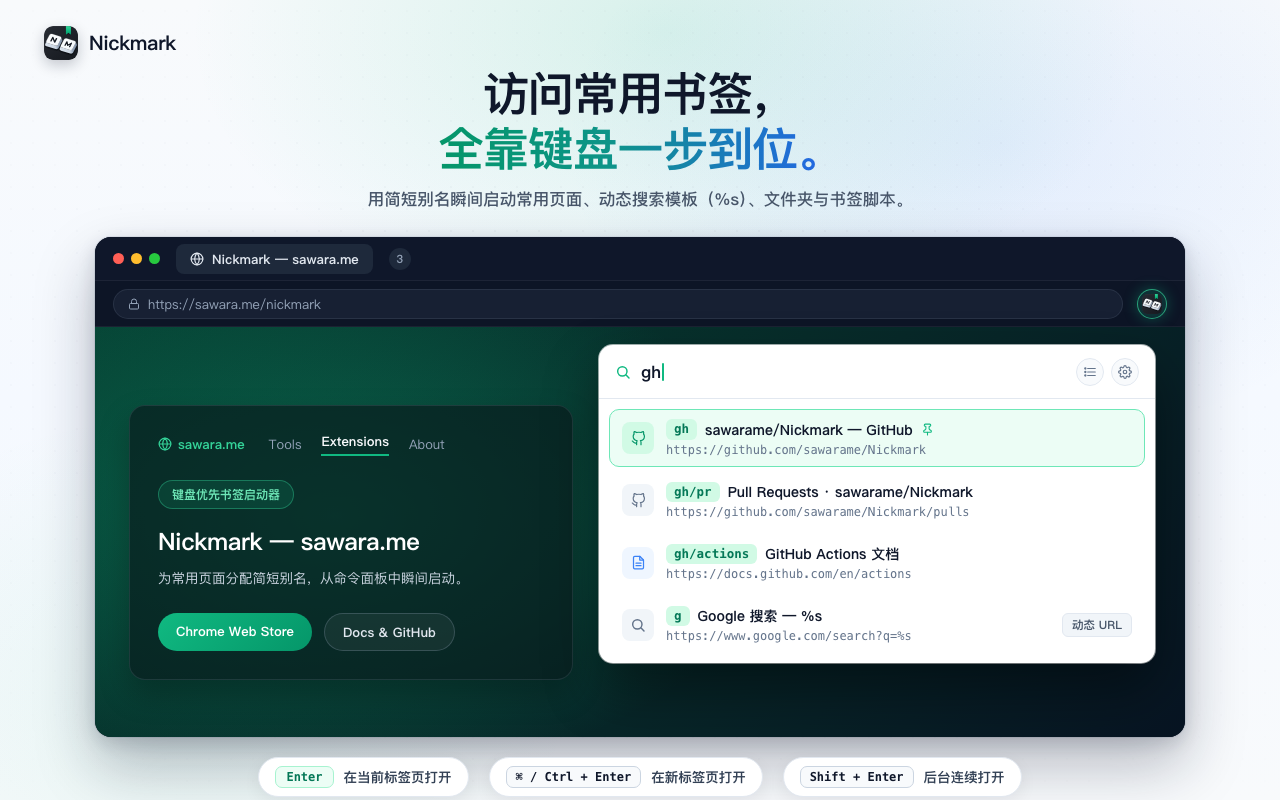 Nickmark
访问常用书签，
全靠键盘一步到位。
用简短别名瞬间启动常用页面、动态搜索模板（%s）、文件夹与书签脚本。
Nickmark — sawara.me
3
https://sawara.me/nickmark
sawara.me Tools Extensions About
键盘优先书签启动器
Nickmark — sawara.me
为常用页面分配简短别名，从命令面板中瞬间启动。
Chrome Web Store Docs & GitHub
gh
gh sawarame/Nickmark — GitHub
https://github.com/sawarame/Nickmark
gh/pr Pull Requests · sawarame/Nickmark
https://github.com/sawarame/Nickmark/pulls
gh/actions GitHub Actions 文档
https://docs.github.com/en/actions
g Google 搜索 — %s
https://www.google.com/search?q=%s
动态 URL
Enter 在当前标签页打开
⌘ / Ctrl + Enter 在新标签页打开
Shift + Enter 后台连续打开